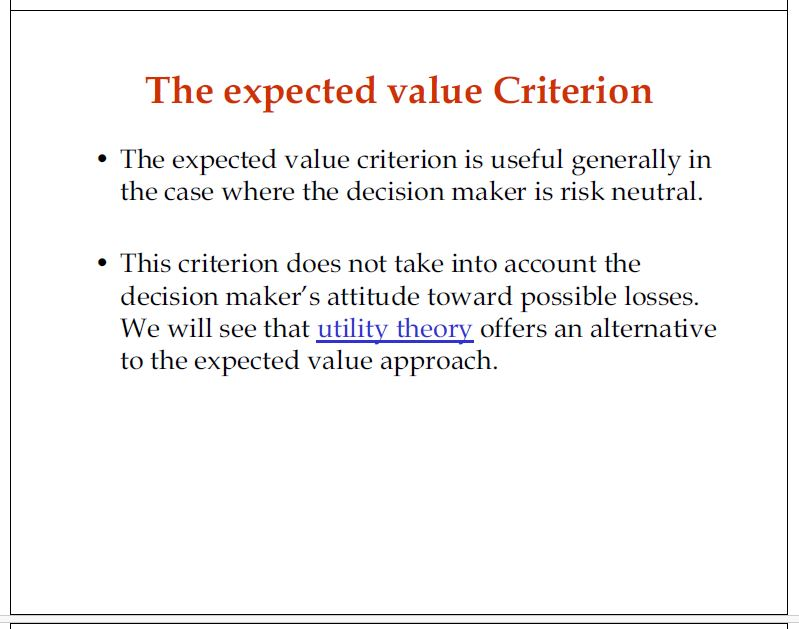 The expected value Criterion
• The expected value criterion is useful generally in
the case where the decision maker is risk neutral.
• This criterion does not take into account the
decision maker’s attitude toward possible losses.
We will see that utility theory offers an alternative
to the expected value approach.